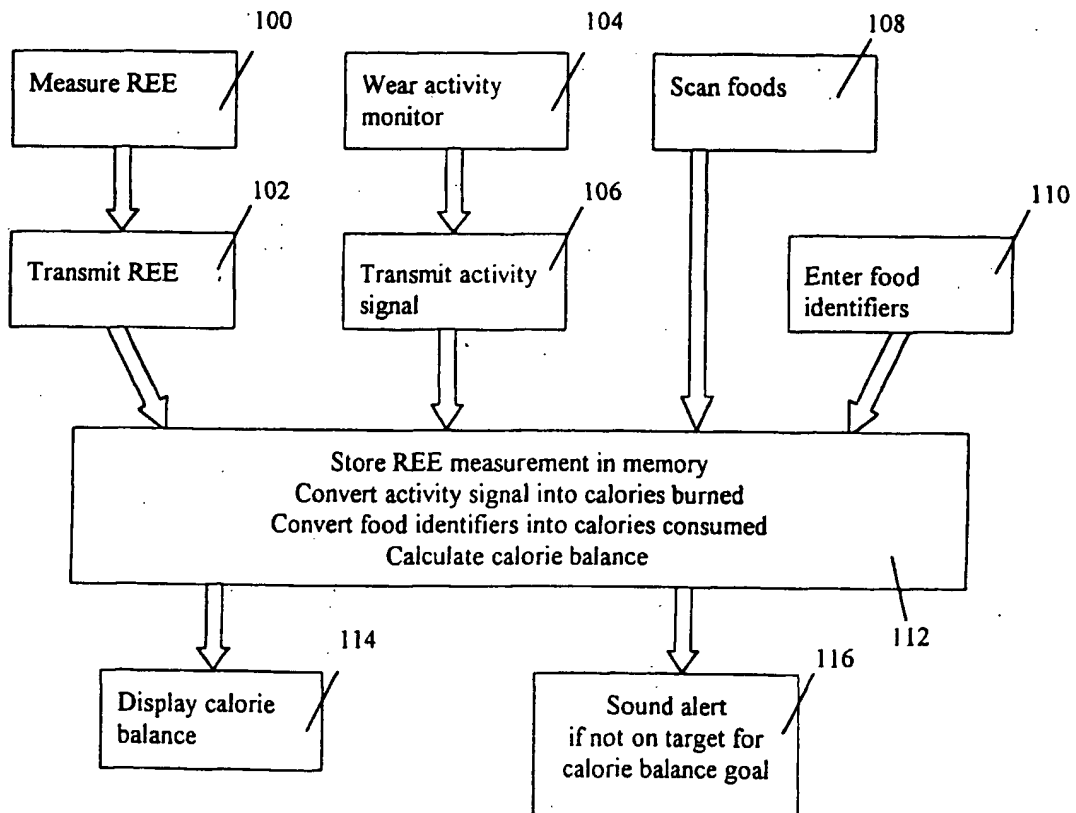 100
104
108
Measure REE
Wear activity
monitor
Scan foods
102
106
110
Transmit REE
Transmit activity
signal
Enter food
identifiers
Store REE measurement in memory
Convert activity signal into calories burned
Convert food identifiers into calories consumed
Calculate calorie balance
112
114
116
Display calorie
balance
Sound alert
if not on target for
calorie balance goal